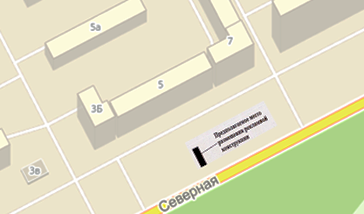 5а
7
5
3Б
Предполагаемое место
размещения рекламной
конструкции
3в
Северная